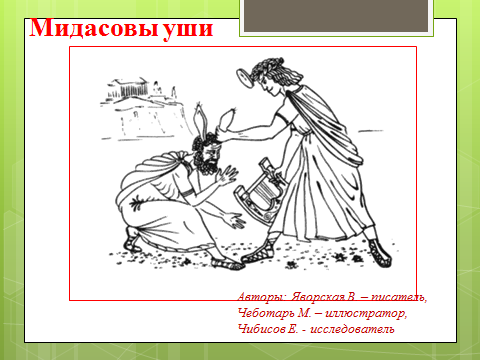 Мидасовы уши
Авторы: Яворская В. – писатель,
Чеботарь М. – иллюстратор,
Чибисов Е. - исследователь